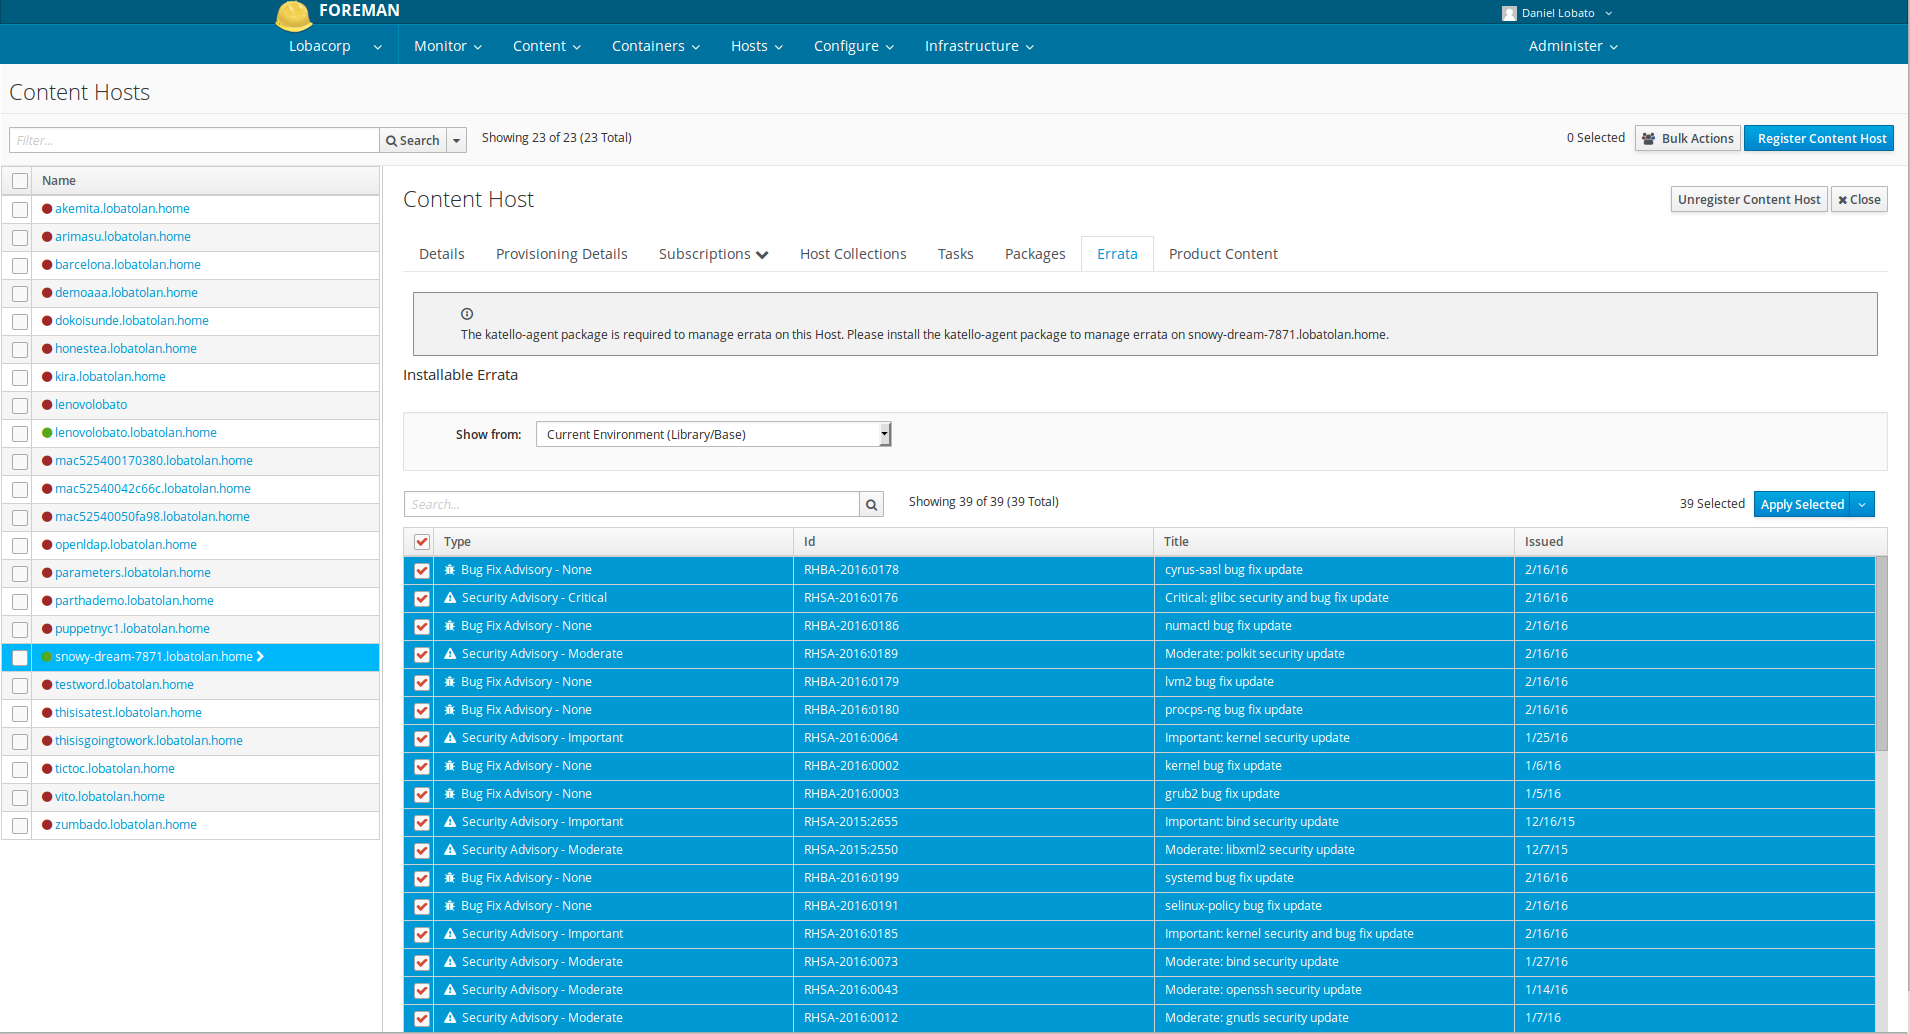 FOREMAN
Daniel Lobato
Lobacorp Monitor Content Containers Hosts Configure Infrastructure Administer
Content Hosts
Filter... Search Showing 23 of 23 (23 Total) 0 Selected Bulk Actions Register Content Host
Name
akemita.lobatolan.home
arimasu.lobatolan.home
barcelona.lobatolan.home
demoaaa.lobatolan.home
dokoisunde.lobatolan.home
honestea.lobatolan.home
kira.lobatolan.home
lenovolobato
lenovolobato.lobatolan.home
mac525400170380.lobatolan.home
mac52540042c66c.lobatolan.home
mac52540050fa98.lobatolan.home
openldap.lobatolan.home
parameters.lobatolan.home
parthademo.lobatolan.home
puppetnyc1.lobatolan.home
snowy-dream-7871.lobatolan.home
testword.lobatolan.home
thisisatest.lobatolan.home
thisisgoingtowork.lobatolan.home
tictoc.lobatolan.home
vito.lobatolan.home
zumbado.lobatolan.home
Content Host Unregister Content Host Close
Details Provisioning Details Subscriptions Host Collections Tasks Packages Errata Product Content
The katello-agent package is required to manage errata on this Host. Please install the katello-agent package to manage errata on snowy-dream-7871.lobatolan.home.
Installable Errata
Show from: Current Environment (Library/Base)
Search... Showing 39 of 39 (39 Total) 39 Selected Apply Selected
Type Id Title Issued
Bug Fix Advisory - None RHBA-2016:0178 cyrus-sasl bug fix update 2/16/16
Security Advisory - Critical RHSA-2016:0176 Critical: glibc security and bug fix update 2/16/16
Bug Fix Advisory - None RHBA-2016:0186 numactl bug fix update 2/16/16
Security Advisory - Moderate RHSA-2016:0189 Moderate: polkit security update 2/16/16
Bug Fix Advisory - None RHBA-2016:0179 lvm2 bug fix update 2/16/16
Bug Fix Advisory - None RHBA-2016:0180 procps-ng bug fix update 2/16/16
Security Advisory - Important RHSA-2016:0064 Important: kernel security update 1/25/16
Bug Fix Advisory - None RHBA-2016:0002 kernel bug fix update 1/6/16
Bug Fix Advisory - None RHBA-2016:0003 grub2 bug fix update 1/5/16
Security Advisory - Important RHSA-2015:2655 Important: bind security update 12/16/15
Security Advisory - Moderate RHSA-2015:2550 Moderate: libxml2 security update 12/7/15
Bug Fix Advisory - None RHBA-2016:0199 systemd bug fix update 2/16/16
Bug Fix Advisory - None RHBA-2016:0191 selinux-policy bug fix update 2/16/16
Security Advisory - Important RHSA-2016:0185 Important: kernel security and bug fix update 2/16/16
Security Advisory - Moderate RHSA-2016:0073 Moderate: bind security update 1/27/16
Security Advisory - Moderate RHSA-2016:0043 Moderate: openssh security update 1/14/16
Security Advisory - Moderate RHSA-2016:0012 Moderate: gnutls security update 1/7/16